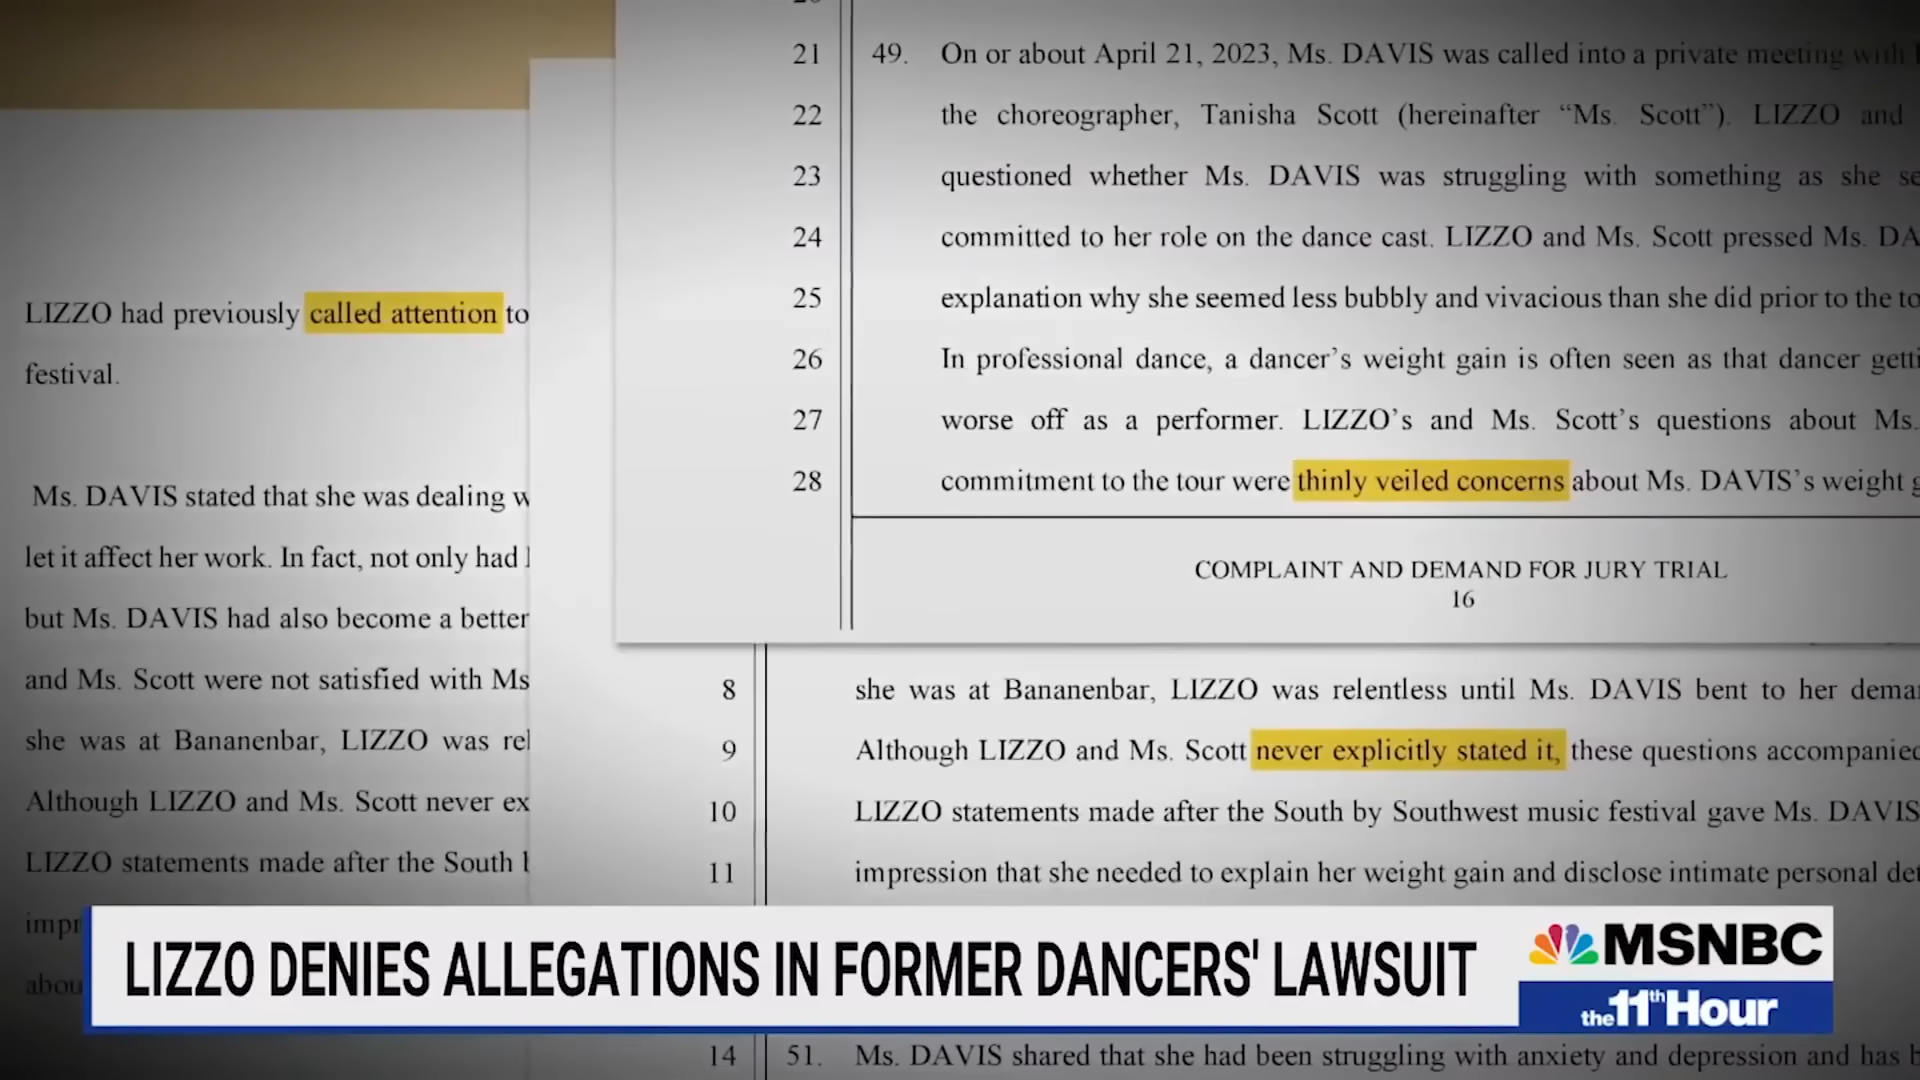 LIZZO had previously called attention to
festival.
Ms. DAVIS stated that she was dealing
let it affect her work. In fact, not only had
but Ms. DAVIS had also become a better
and Ms. Scott were not satisfied with
she was at Bananenbar, LIZZO was
Although LIZZO and Ms. Scott never
LIZZO statements made after the South
21 49. On or about April 21, 2023, Ms. DAVIS was called into a private meeting with
22 the choreographer, Tanisha Scott (hereinafter “Ms. Scott”). LIZZO and
23 questioned whether Ms. DAVIS was struggling with something as she
24 committed to her role on the dance cast. LIZZO and Ms. Scott pressed Ms.
25 explanation why she seemed less bubbly and vivacious than she did prior to the
26 In professional dance, a dancer’s weight gain is often seen as that dancer
27 worse off as a performer. LIZZO’s and Ms. Scott’s questions about Ms.
28 commitment to the tour were thinly veiled concerns about Ms. DAVIS’s weight
COMPLAINT AND DEMAND FOR JURY TRIAL
16
8 she was at Bananenbar, LIZZO was relentless until Ms. DAVIS bent to her
9 Although LIZZO and Ms. Scott never explicitly stated it, these questions accompanied
10 LIZZO statements made after the South by Southwest music festival gave Ms. DAVIS
11 impression that she needed to explain her weight gain and disclose intimate personal
14 51. Ms. DAVIS shared that she had been struggling with anxiety and depression and has
LIZZO DENIES ALLEGATIONS IN FORMER DANCERS' LAWSUIT
MSNBC
the 11th Hour